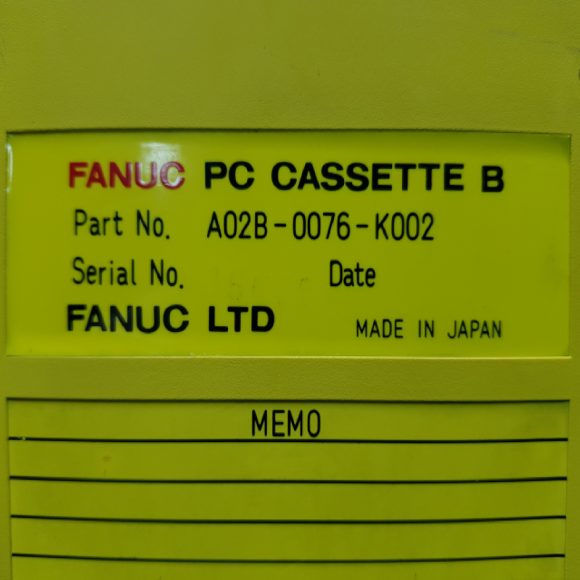 FANUC PC CASSETTE B
Part No. A02B-0076-K002
Serial No. Date
FANUC LTD MADE IN JAPAN
MEMO